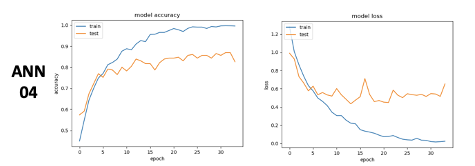 ANN
04
model accuracy
train
test
accuracy
1.0
0.9
0.8
0.7
0.6
0.5
0 5 10 15 20 25 30
epoch
model loss
train
test
loss
1.2
1.0
0.8
0.6
0.4
0.2
0.0
0 5 10 15 20 25 30
epoch